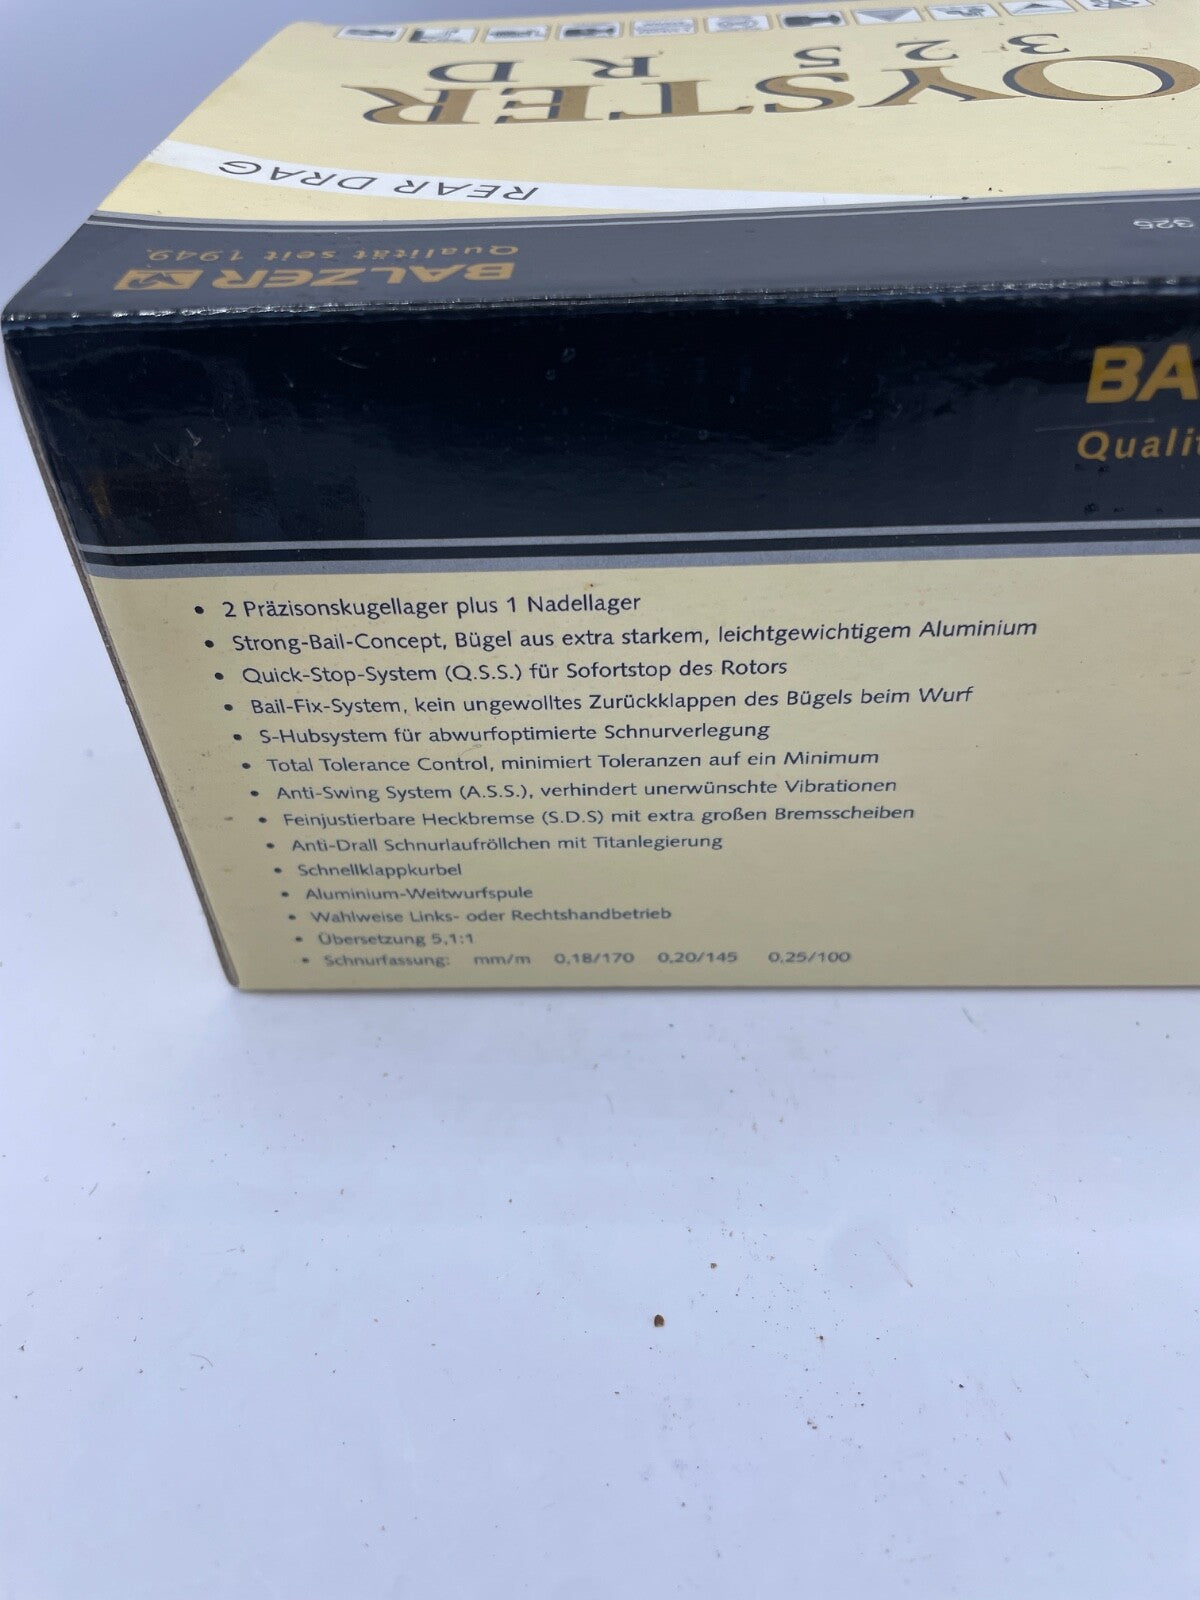 OYSTER
325 RD
REAR DRAG
325
BALZER
Qualität seit 1949.
BA
Qualit
• 2 Präzisonskugellager plus 1 Nadellager
• Strong-Bail-Concept, Bügel aus extra starkem, leichtgewichtigem Aluminium
• Quick-Stop-System (Q.S.S.) für Sofortstop des Rotors
• Bail-Fix-System, kein ungewolltes Zurückklappen des Bügels beim Wurf
• S-Hubsystem für abwurfoptimierte Schnurverlegung
• Total Tolerance Control, minimiert Toleranzen auf ein Minimum
• Anti-Swing System (A.S.S.), verhindert unerwünschte Vibrationen
• Feinjustierbare Heckbremse (S.D.S) mit extra großen Bremsscheiben
• Anti-Drall Schnurlaufröllchen mit Titanlegierung
• Schnellklappkurbel
• Aluminium-Weitwurfspule
• Wahlweise Links- oder Rechtshandbetrieb
• Übersetzung 5,1:1
• Schnurfassung: mm/m 0,18/170 0,20/145 0,25/100